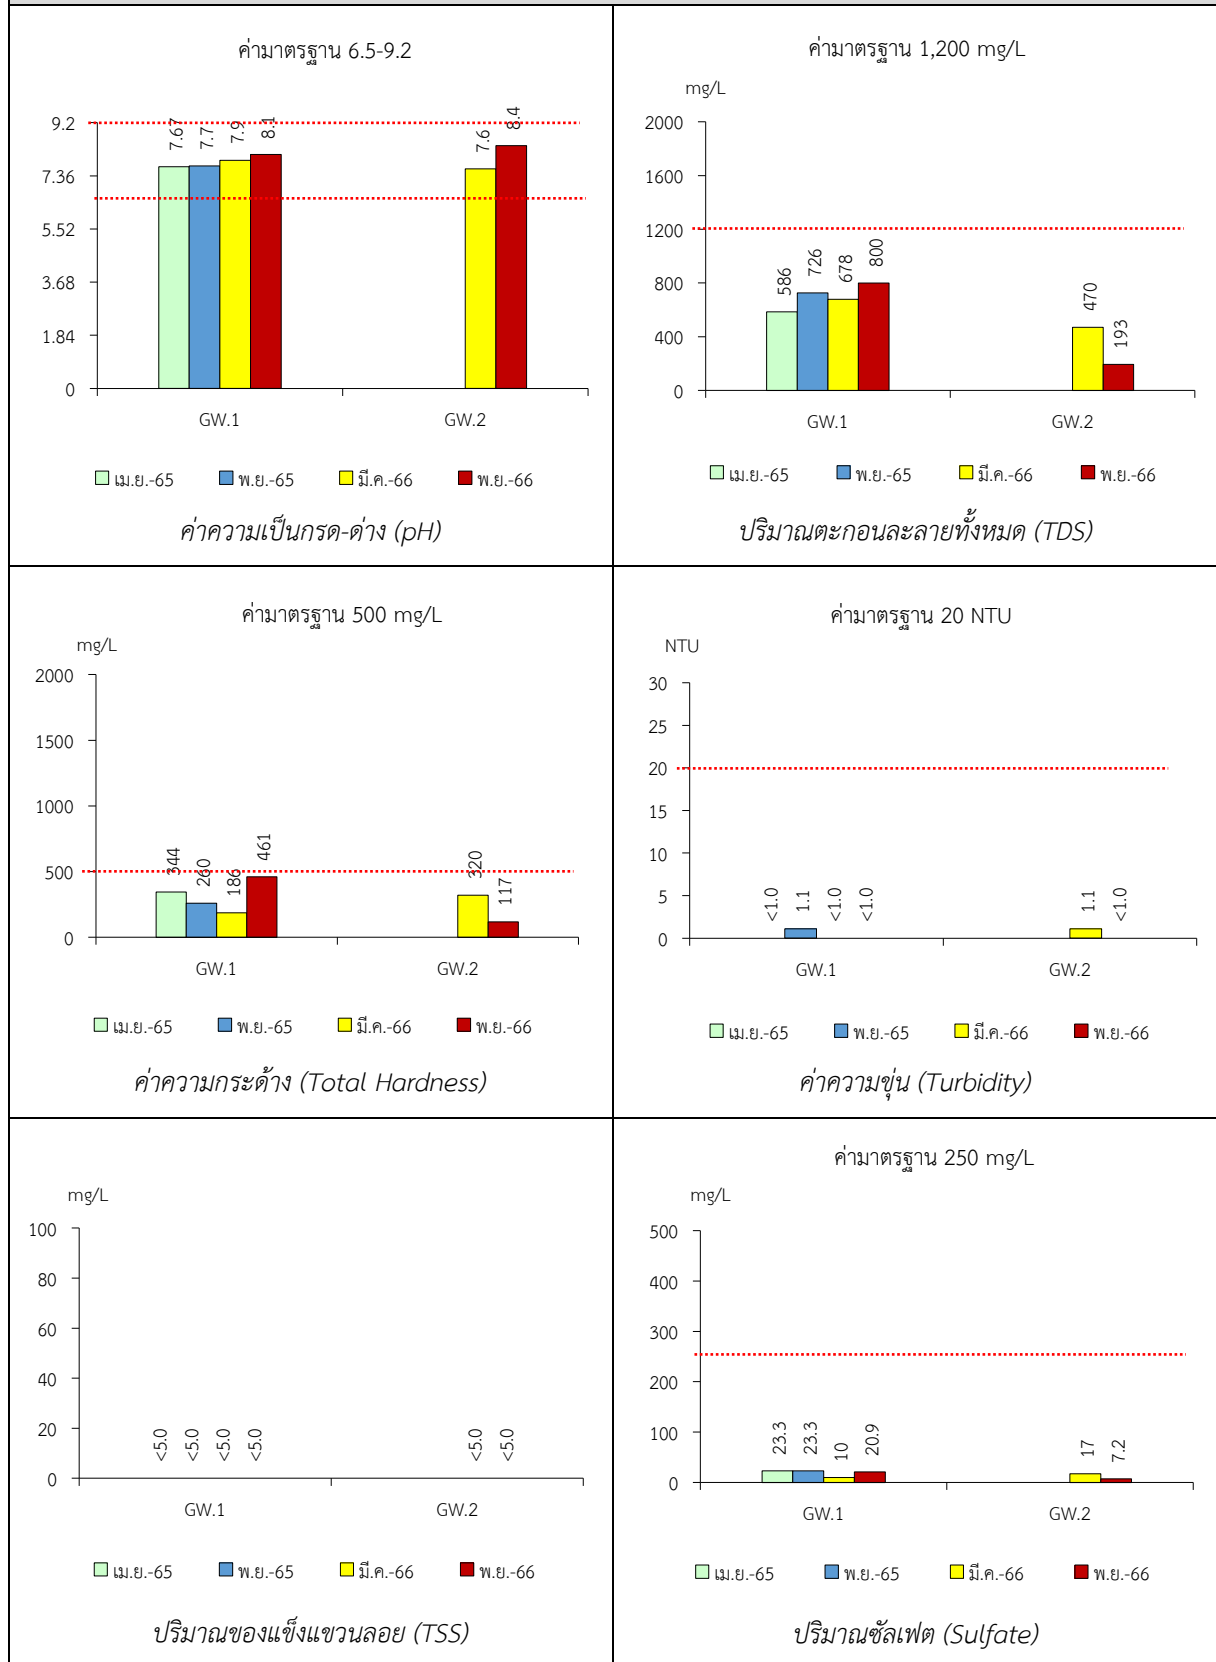 ค่ามาตรฐาน 6.5-9.2
9.2
7.36
5.52
3.68
1.84
0
7.67
7.7
7.9
8.1
7.6
8.4
GW.1
GW.2
เม.ย.-65
พ.ย.-65
มี.ค.-66
พ.ย.-66
ค่าความเป็นกรด-ด่าง (pH)
ค่ามาตรฐาน 1,200 mg/L
mg/L
2000
1600
1200
800
400
0
586
726
678
800
470
193
GW.1
GW.2
เม.ย.-65
พ.ย.-65
มี.ค.-66
พ.ย.-66
ปริมาณตะกอนละลายทั้งหมด (TDS)
ค่ามาตรฐาน 500 mg/L
mg/L
2000
1500
1000
500
0
344
260
186
461
320
117
GW.1
GW.2
เม.ย.-65
พ.ย.-65
มี.ค.-66
พ.ย.-66
ค่าความกระด้าง (Total Hardness)
ค่ามาตรฐาน 20 NTU
NTU
30
25
20
15
10
5
0
<1.0
1.1
<1.0
<1.0
1.1
<1.0
GW.1
GW.2
เม.ย.-65
พ.ย.-65
มี.ค.-66
พ.ย.-66
ค่าความขุ่น (Turbidity)
mg/L
100
80
60
40
20
0
<5.0
<5.0
<5.0
<5.0
<5.0
<5.0
GW.1
GW.2
เม.ย.-65
พ.ย.-65
มี.ค.-66
พ.ย.-66
ปริมาณของแข็งแขวนลอย (TSS)
ค่ามาตรฐาน 250 mg/L
mg/L
500
400
300
200
100
0
23.3
23.3
10
20.9
17
7.2
GW.1
GW.2
เม.ย.-65
พ.ย.-65
มี.ค.-66
พ.ย.-66
ปริมาณซัลเฟต (Sulfate)